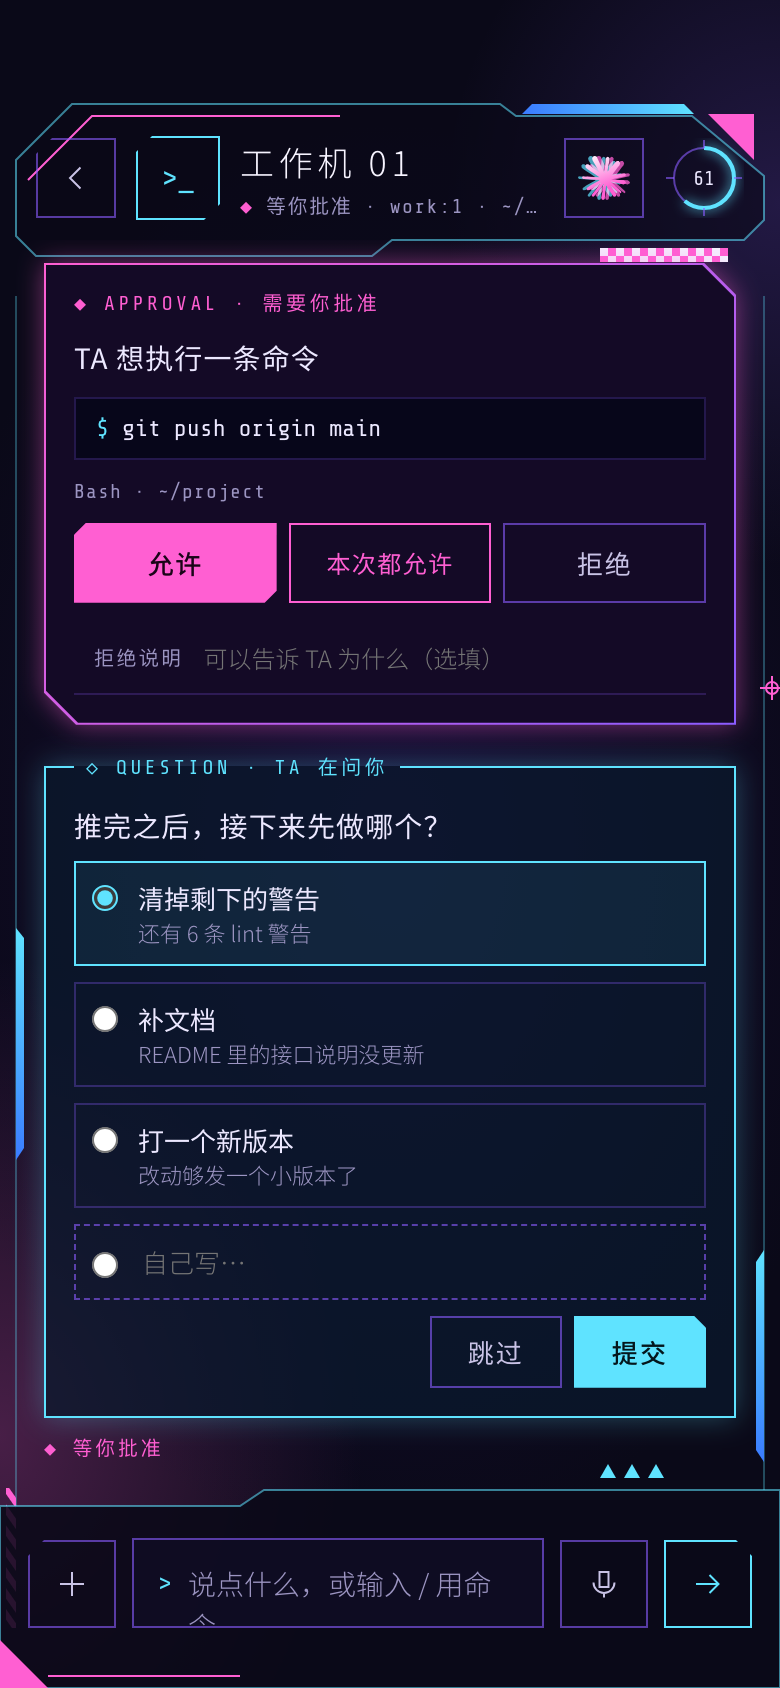 >_
工作机 01
◆ 等你批准 · work:1 · ~/…
61
◆ APPROVAL · 需要你批准
TA 想执行一条命令
$ git push origin main
Bash · ~/project
允许
本次都允许
拒绝
拒绝说明 可以告诉 TA 为什么（选填）
◇ QUESTION · TA 在问你
推完之后，接下来先做哪个？
清掉剩下的警告
还有 6 条 lint 警告
补文档
README 里的接口说明没更新
打一个新版本
改动够发一个小版本了
自己写…
跳过
提交
◆ 等你批准
> 说点什么，或输入 / 用命
令